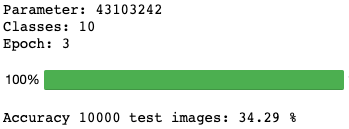 Parameter: 43103242
Classes: 10
Epoch: 3
100%
Accuracy 10000 test images: 34.29 %